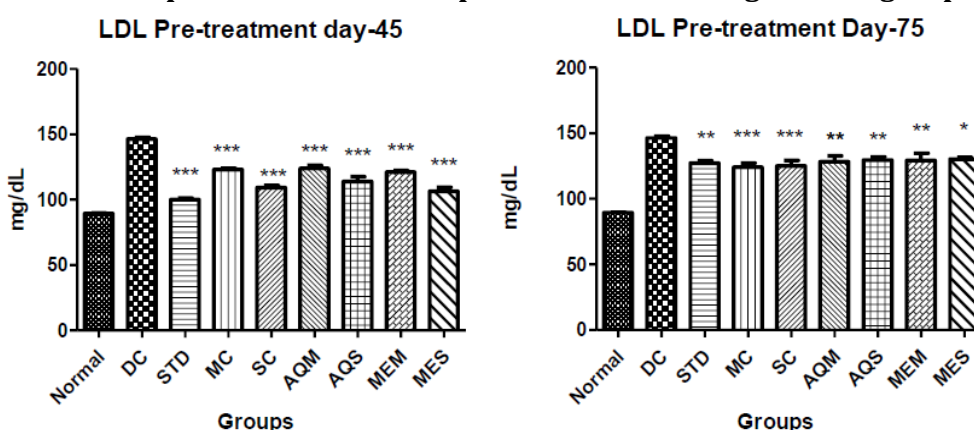 LDL Pre-treatment day-45
200
150
100
50
0
mg/dL
*** *** *** *** *** *** ***
Normal DC STD MC SC AQM AQS MEM MES
Groups
LDL Pre-treatment Day-75
200
150
100
50
0
mg/dL
** *** *** ** ** ** *
Normal DC STD MC SC AQM AQS MEM MES
Groups